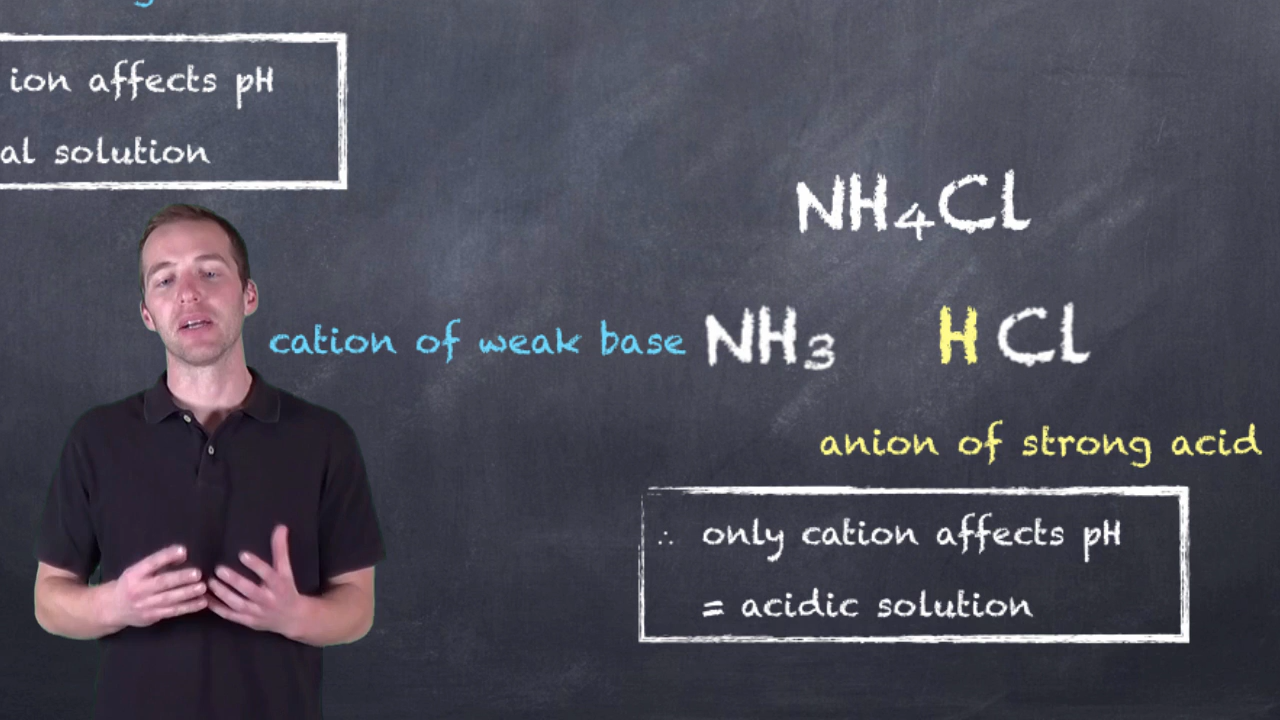 ion affects pH
al solution
NH₄Cl
cation of weak base NH₃ H Cl
anion of strong acid
∴ only cation affects pH
= acidic solution